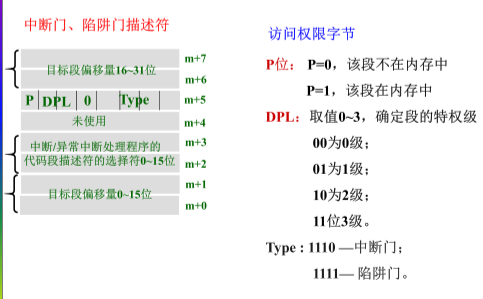 中断门、陷阱门描述符
目标段偏移量16~31位
m+7
m+6
P DPL 0 Type
m+5
未使用
m+4
中断/异常中断处理程序的
代码段描述符的选择符0~15位
m+3
m+2
目标段偏移量0~15位
m+1
m+0
访问权限字节
P位： P=0，该段不在内存中
P=1，该段在内存中
DPL：取值0~3，确定段的特权级
00为0级；
01为1级；
10为2级；
11位3级。
Type : 1110 —中断门；
1111— 陷阱门。